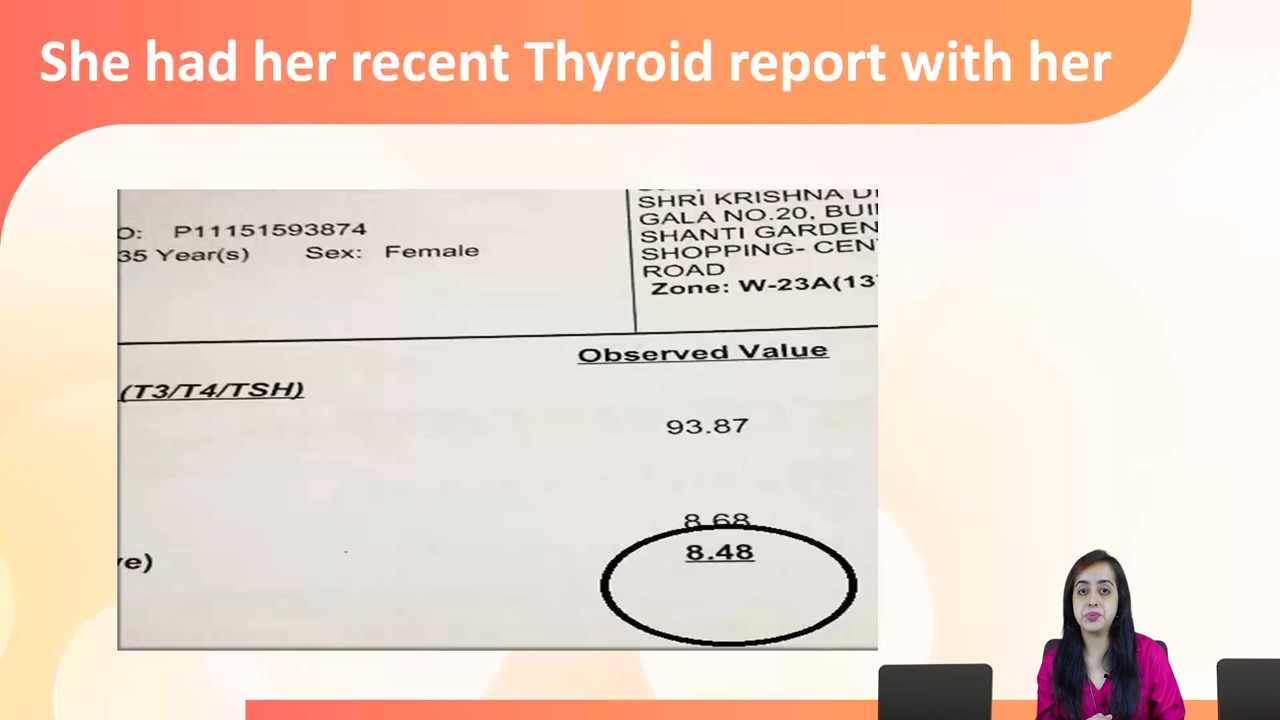 She had her recent Thyroid report with her
SHRI KRISHNA
O: P11151593874
GALA NO.20,
35 Year(s) Sex: Female
SHANTI GARDEN
SHOPPING- CEN
ROAD
Zone: W-23A(13
Observed Value
(T3/T4/TSH)
93.87
8.68
8.48
e)